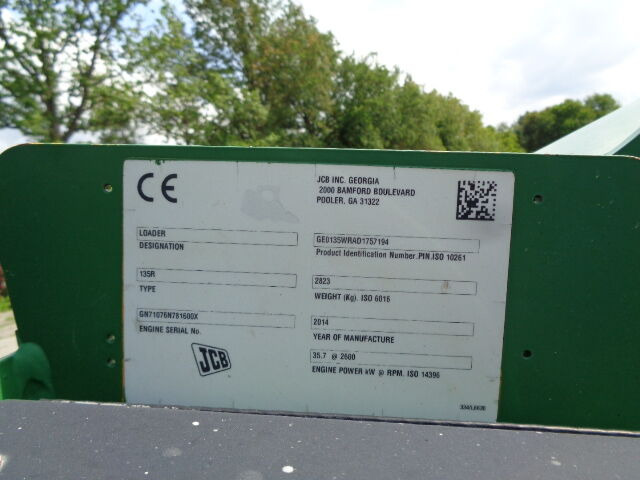 CE
JCB INC. GEORGIA
2000 BAMFORD BOULEVARD
POOLER, GA 31322
LOADER
DESIGNATION
GEO135WRAD1757194
Product Identification Number.PIN.ISO 10261
135R
TYPE
2823
WEIGHT (Kg). ISO 6016
GN71076N781600X
ENGINE SERIAL No.
2014
YEAR OF MANUFACTURE
JCB
35.7 @ 2600
ENGINE POWER kW @ RPM. ISO 14396